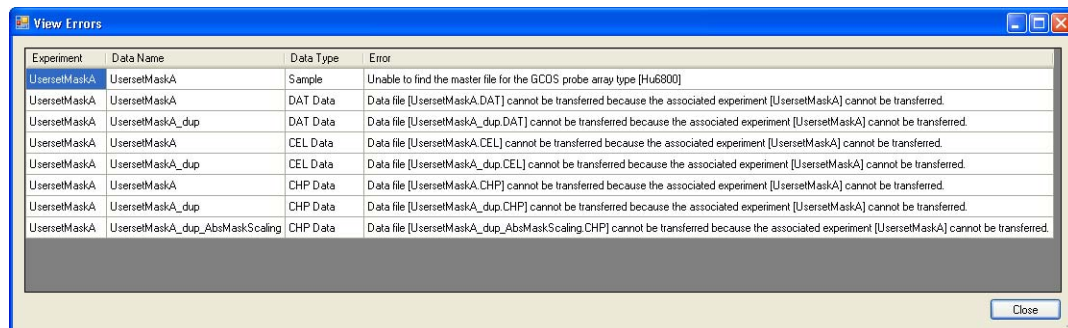 View Errors
Experiment Data Name Data Type Error
UsersetMaskA UsersetMaskA Sample Unable to find the master file for the GCOS probe array type [Hu6800]
UsersetMaskA UsersetMaskA DAT Data Data file [UsersetMaskA.DAT] cannot be transferred because the associated experiment [UsersetMaskA] cannot be transferred.
UsersetMaskA UsersetMaskA_dup DAT Data Data file [UsersetMaskA_dup.DAT] cannot be transferred because the associated experiment [UsersetMaskA] cannot be transferred.
UsersetMaskA UsersetMaskA CEL Data Data file [UsersetMaskA.CEL] cannot be transferred because the associated experiment [UsersetMaskA] cannot be transferred.
UsersetMaskA UsersetMaskA_dup CEL Data Data file [UsersetMaskA_dup.CEL] cannot be transferred because the associated experiment [UsersetMaskA] cannot be transferred.
UsersetMaskA UsersetMaskA CHP Data Data file [UsersetMaskA.CHP] cannot be transferred because the associated experiment [UsersetMaskA] cannot be transferred.
UsersetMaskA UsersetMaskA_dup CHP Data Data file [UsersetMaskA_dup.CHP] cannot be transferred because the associated experiment [UsersetMaskA] cannot be transferred.
UsersetMaskA UsersetMaskA_dup_AbsMaskScaling CHP Data Data file [UsersetMaskA_dup_AbsMaskScaling.CHP] cannot be transferred because the associated experiment [UsersetMaskA] cannot be transferred.
Close